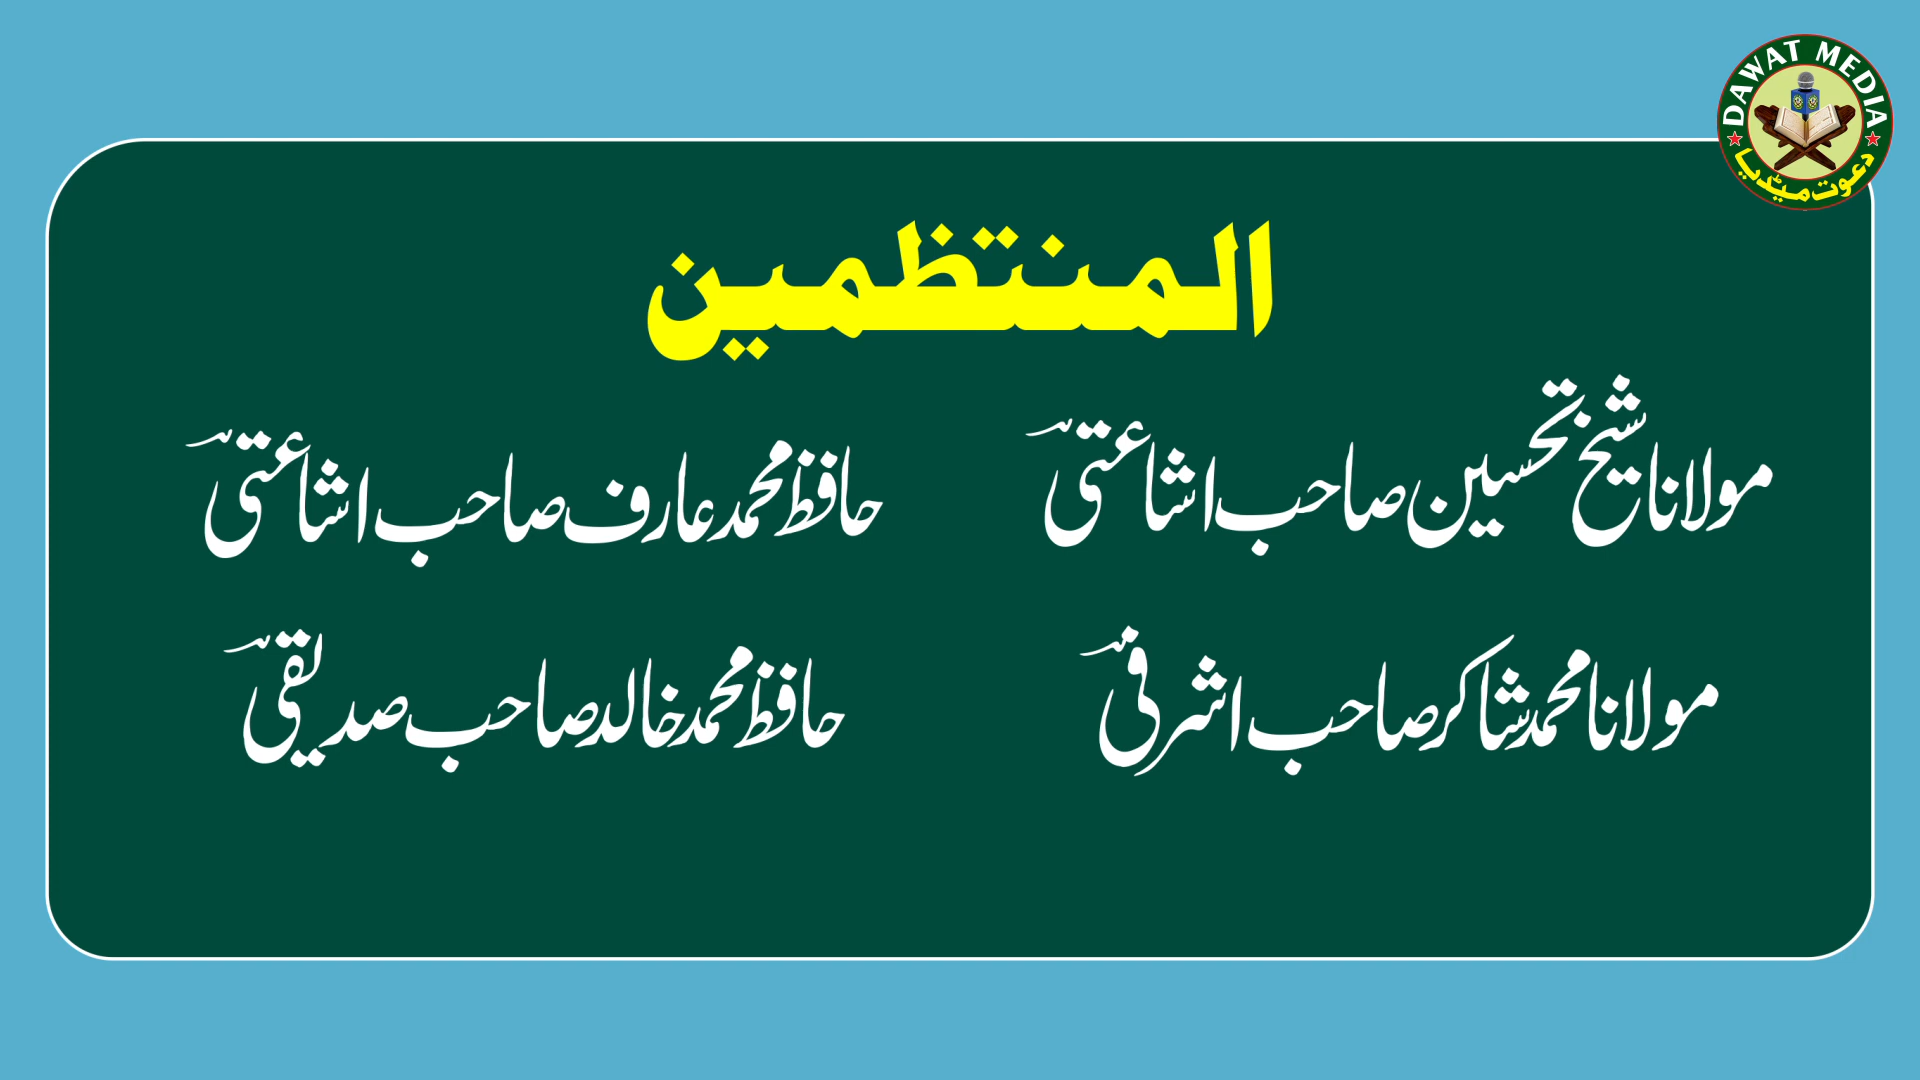 DAWAT MEDIA
دعوت میڈیا
المنتظمین
مولانا شیخ تحسین صاحب اشاعتی
حافظ محمد عارف صاحب اشاعتی
مولانا محمد شاکر صاحب اشرفی
حافظ محمد خالد صاحب صدیقی